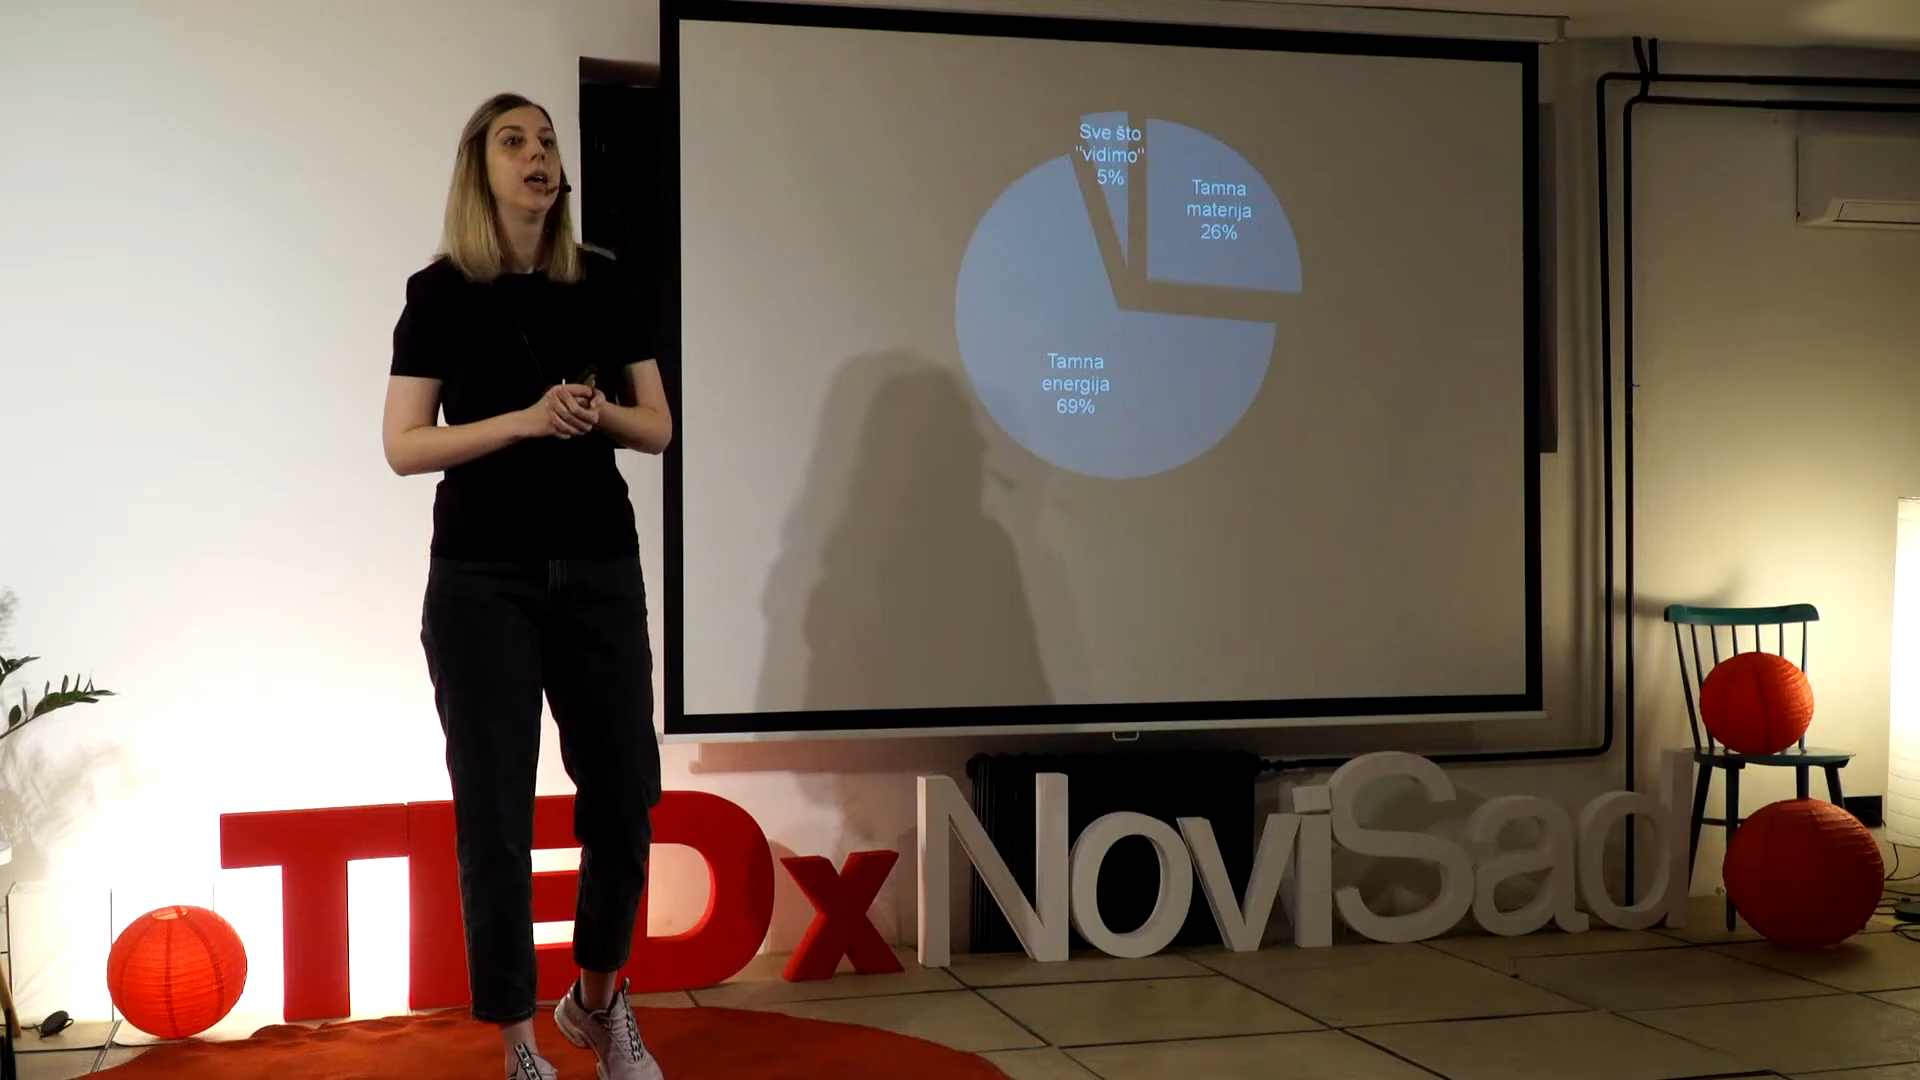 Sve što
"vidimo"
5%
Tamna
materija
26%
Tamna
energija
69%
TEDxNoviSad